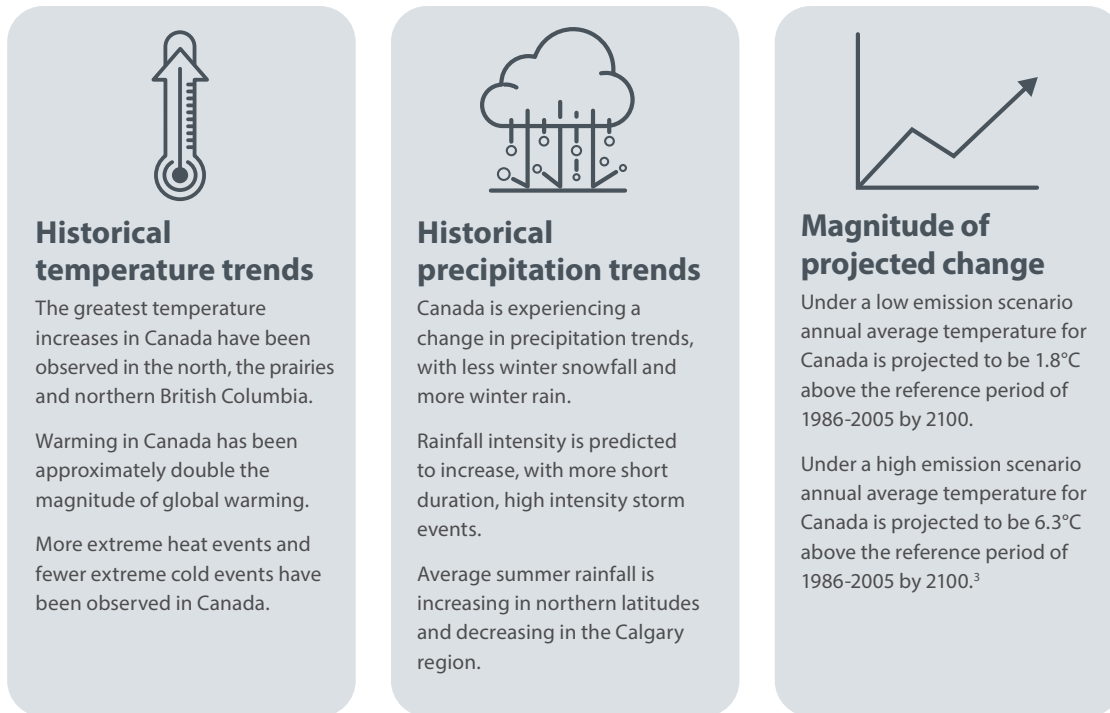 Historical
temperature trends
The greatest temperature
increases in Canada have been
observed in the north, the prairies
and northern British Columbia.
Warming in Canada has been
approximately double the
magnitude of global warming.
More extreme heat events and
fewer extreme cold events have
been observed in Canada.
Historical
precipitation trends
Canada is experiencing a
change in precipitation trends,
with less winter snowfall and
more winter rain.
Rainfall intensity is predicted
to increase, with more short
duration, high intensity storm
events.
Average summer rainfall is
increasing in northern latitudes
and decreasing in the Calgary
region.
Magnitude of
projected change
Under a low emission scenario
annual average temperature for
Canada is projected to be 1.8°C
above the reference period of
1986-2005 by 2100.
Under a high emission scenario
annual average temperature for
Canada is projected to be 6.3°C
above the reference period of
1986-2005 by 2100.³